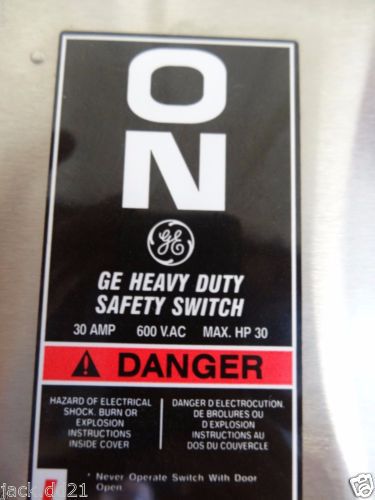 O
N
GE
GE HEAVY DUTY
SAFETY SWITCH
30 AMP 600 V.AC MAX. HP 30
DANGER
HAZARD OF ELECTRICAL
SHOCK, BURN OR
EXPLOSION
INSTRUCTIONS
INSIDE COVER
DANGER D ELECTROCUTION.
DE BROLURES OU
D EXPLOSION
INSTRUCTIONS AU
DOS DU COUVERCLE
* Never Operate Switch With Door
Open
jack.do21